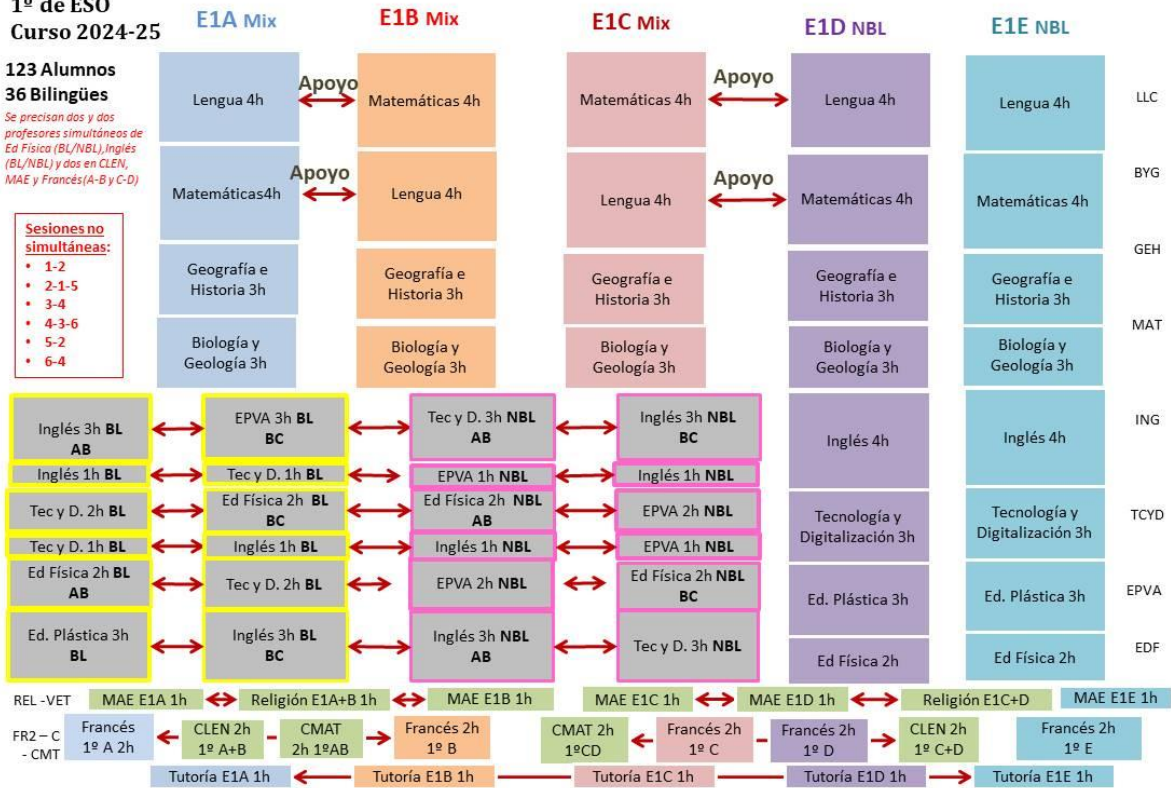 1º de ESO
Curso 2024-25
E1A Mix
E1B Mix
E1C Mix
E1D NBL
E1E NBL
123 Alumnos
36 Bilingües
Se precisan dos y dos
profesores simultáneos de
Ed Física (BL/NBL),Inglés
(BL/NBL) y dos en CLEN,
MAE y Francés(A-B y C-D)
Sesiones no
simultáneas:
• 1-2
• 2-1-5
• 3-4
• 4-3-6
• 5-2
• 6-4
Lengua 4h
Apoyo
Matemáticas 4h
Matemáticas 4h
Apoyo
Lengua 4h
Lengua 4h
LLC
Matemáticas4h
Apoyo
Lengua 4h
Lengua 4h
Apoyo
Matemáticas 4h
Matemáticas 4h
BYG
Geografía e
Historia 3h
Geografía e
Historia 3h
Geografía e
Historia 3h
Geografía e
Historia 3h
Geografía e
Historia 3h
GEH
Biología y
Geología 3h
Biología y
Geología 3h
Biología y
Geología 3h
Biología y
Geología 3h
Biología y
Geología 3h
MAT
Inglés 3h BL
AB
EPVA 3h BL
BC
Tec y D. 3h NBL
AB
Inglés 3h NBL
BC
Inglés 4h
Inglés 4h
ING
Inglés 1h BL
Tec y D. 1h BL
EPVA 1h NBL
Inglés 1h NBL
Tec y D. 2h BL
Ed Física 2h BL
BC
Ed Física 2h NBL
AB
EPVA 2h NBL
Tecnología y
Digitalización 3h
Tecnología y
Digitalización 3h
TCYD
Tec y D. 1h BL
Inglés 1h BL
Inglés 1h NBL
EPVA 1h NBL
Ed Física 2h BL
AB
Tec y D. 2h BL
EPVA 2h NBL
Ed Física 2h NBL
BC
Ed. Plástica 3h
Ed. Plástica 3h
EPVA
Ed. Plástica 3h
BL
Inglés 3h BL
BC
Inglés 3h NBL
AB
Tec y D. 3h NBL
Ed Física 2h
Ed Física 2h
EDF
REL -VET
MAE E1A 1h
Religión E1A+B 1h
MAE E1B 1h
MAE E1C 1h
MAE E1D 1h
Religión E1C+D
MAE E1E 1h
FR2 – C
- CMT
Francés
1º A 2h
CLEN 2h
1º A+B
CMAT
2h 1ºAB
Francés 2h
1º B
CMAT 2h
1ºCD
Francés 2h
1º C
Francés 2h
1º D
CLEN 2h
1º C+D
Francés 2h
1º E
Tutoría E1A 1h
Tutoría E1B 1h
Tutoría E1C 1h
Tutoría E1D 1h
Tutoría E1E 1h